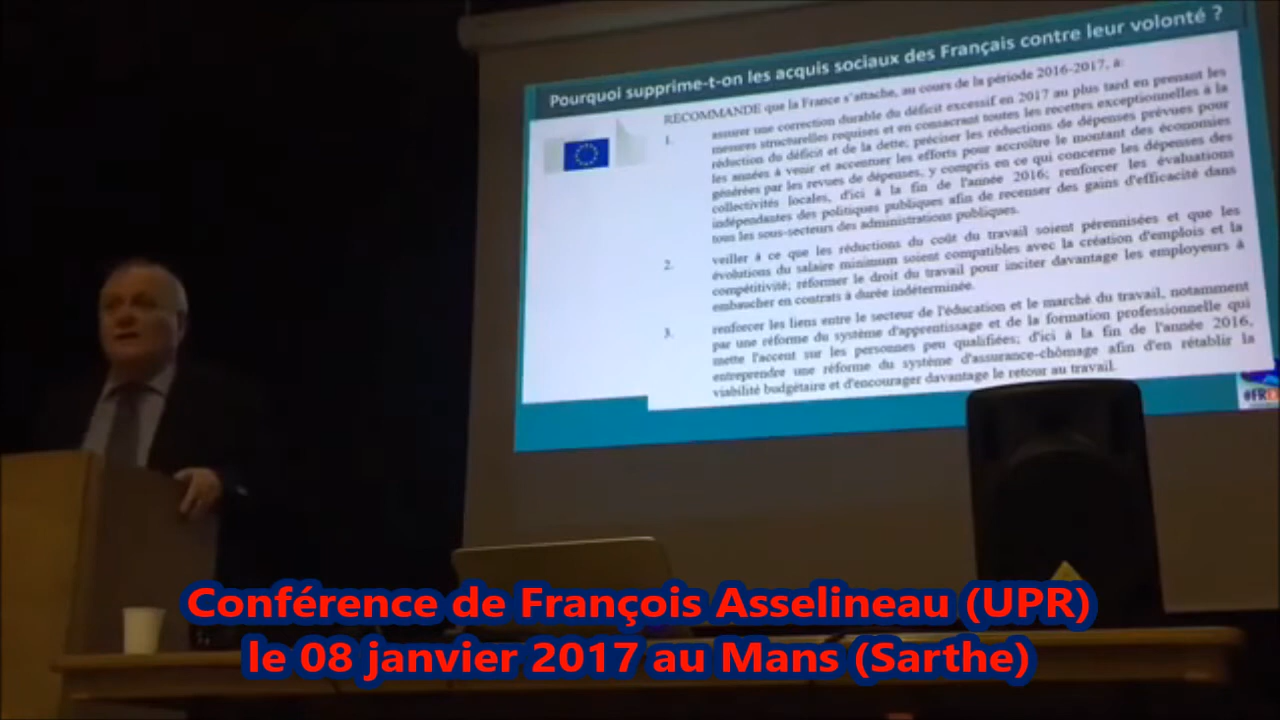 Pourquoi supprime-t-on les acquis sociaux des Français contre leur volonté ?
RECOMMANDE que la France s'attache, au cours de la période 2016-2017, à:
1. assurer une correction durable du déficit excessif en 2017 au plus tard en prenant les
mesures structurelles requises et en consacrant toutes les recettes exceptionnelles à la
réduction du déficit et de la dette; préciser les réductions de dépenses prévues pour
les années à venir et accentuer les efforts pour accroître le montant des économies
générées par les revues de dépenses, y compris en ce qui concerne les dépenses des
collectivités locales, d'ici à la fin de l'année 2016; renforcer les évaluations
indépendantes des politiques publiques afin de recenser des gains d'efficacité dans
tous les sous-secteurs des administrations publiques.
2. veiller à ce que les réductions du coût du travail soient pérennisées et que les
évolutions du salaire minimum soient compatibles avec la création d'emplois et la
compétitivité; réformer le droit du travail pour inciter davantage les employeurs à
embaucher en contrats à durée indéterminée.
3. renforcer les liens entre le secteur de l'éducation et le marché du travail, notamment
par une réforme du système d'apprentissage et de la formation professionnelle qui
mette l'accent sur les personnes peu qualifiées; d'ici à la fin de l'année 2016,
entreprendre une réforme du système d'assurance-chômage afin d'en rétablir la
viabilité budgétaire et d'encourager davantage le retour au travail.
#FRE
Conférence de François Asselineau (UPR)
le 08 janvier 2017 au Mans (Sarthe)